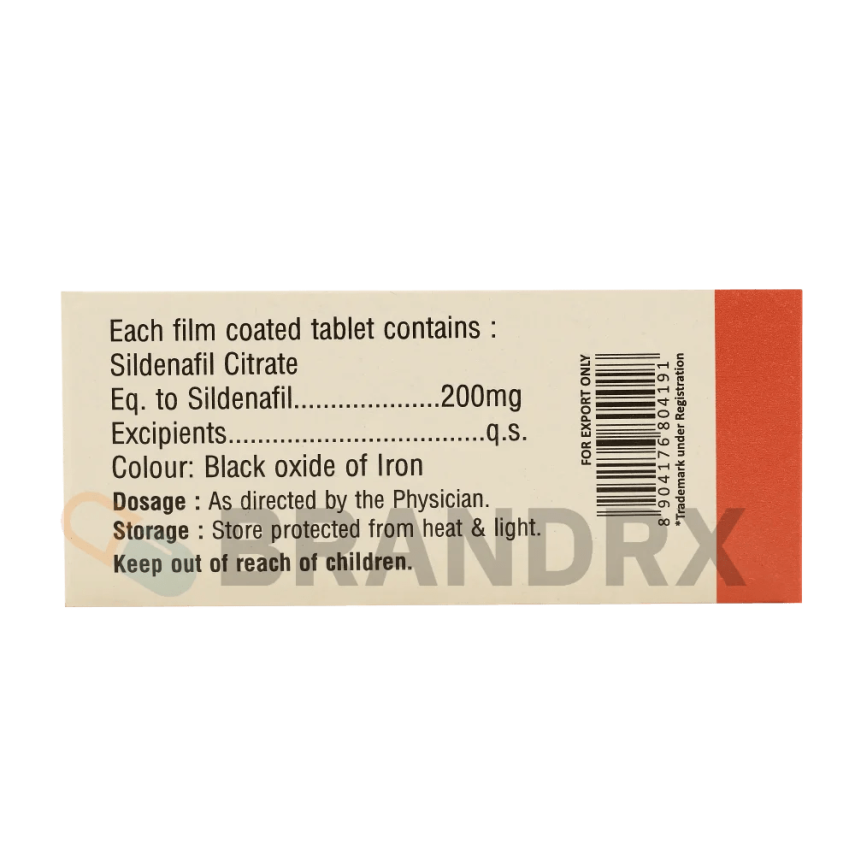 Each film coated tablet contains :
Sildenafil Citrate
Eq. to Sildenafil....................200mg
Excipients...................................q.s.
Colour: Black oxide of Iron
Dosage : As directed by the Physician.
Storage : Store protected from heat & light.
Keep out of reach of children.
FOR EXPORT ONLY
8 904176 804191
*Trademark under Registration
BRANDRX